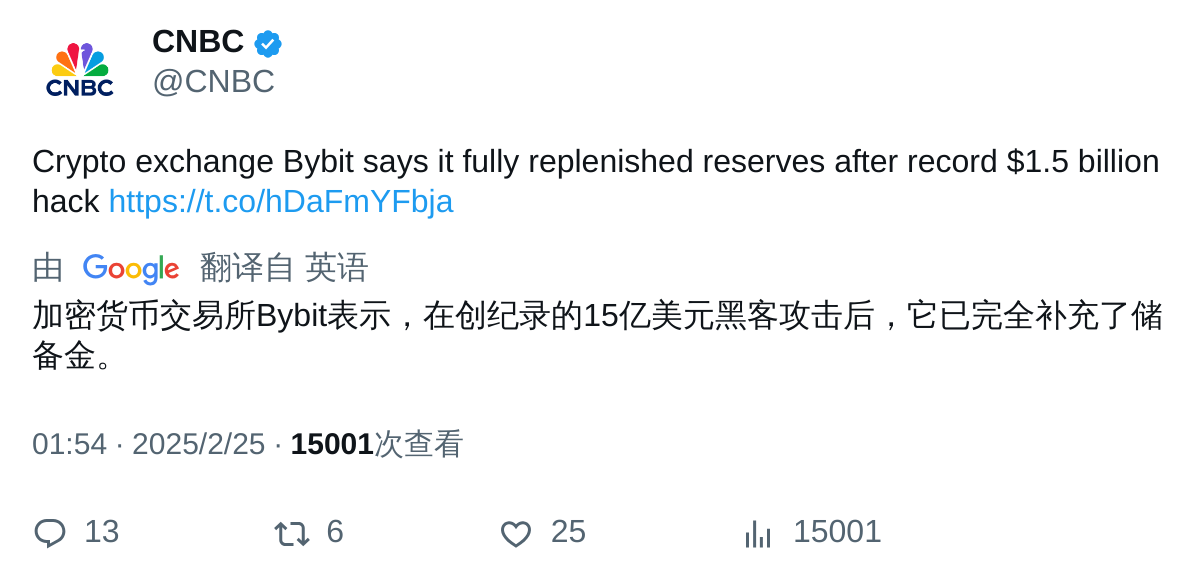 CNBC
CNBC
@CNBC
Crypto exchange Bybit says it fully replenished reserves after record $1.5 billion
hack https://t.co/hDaFmYFbja
由 Google 翻译自 英语
加密货币交易所Bybit表示，在创纪录的15亿美元黑客攻击后，它已完全补充了储
备金。
01:54 · 2025/2/25 · 15001次查看
13 6 25 15001